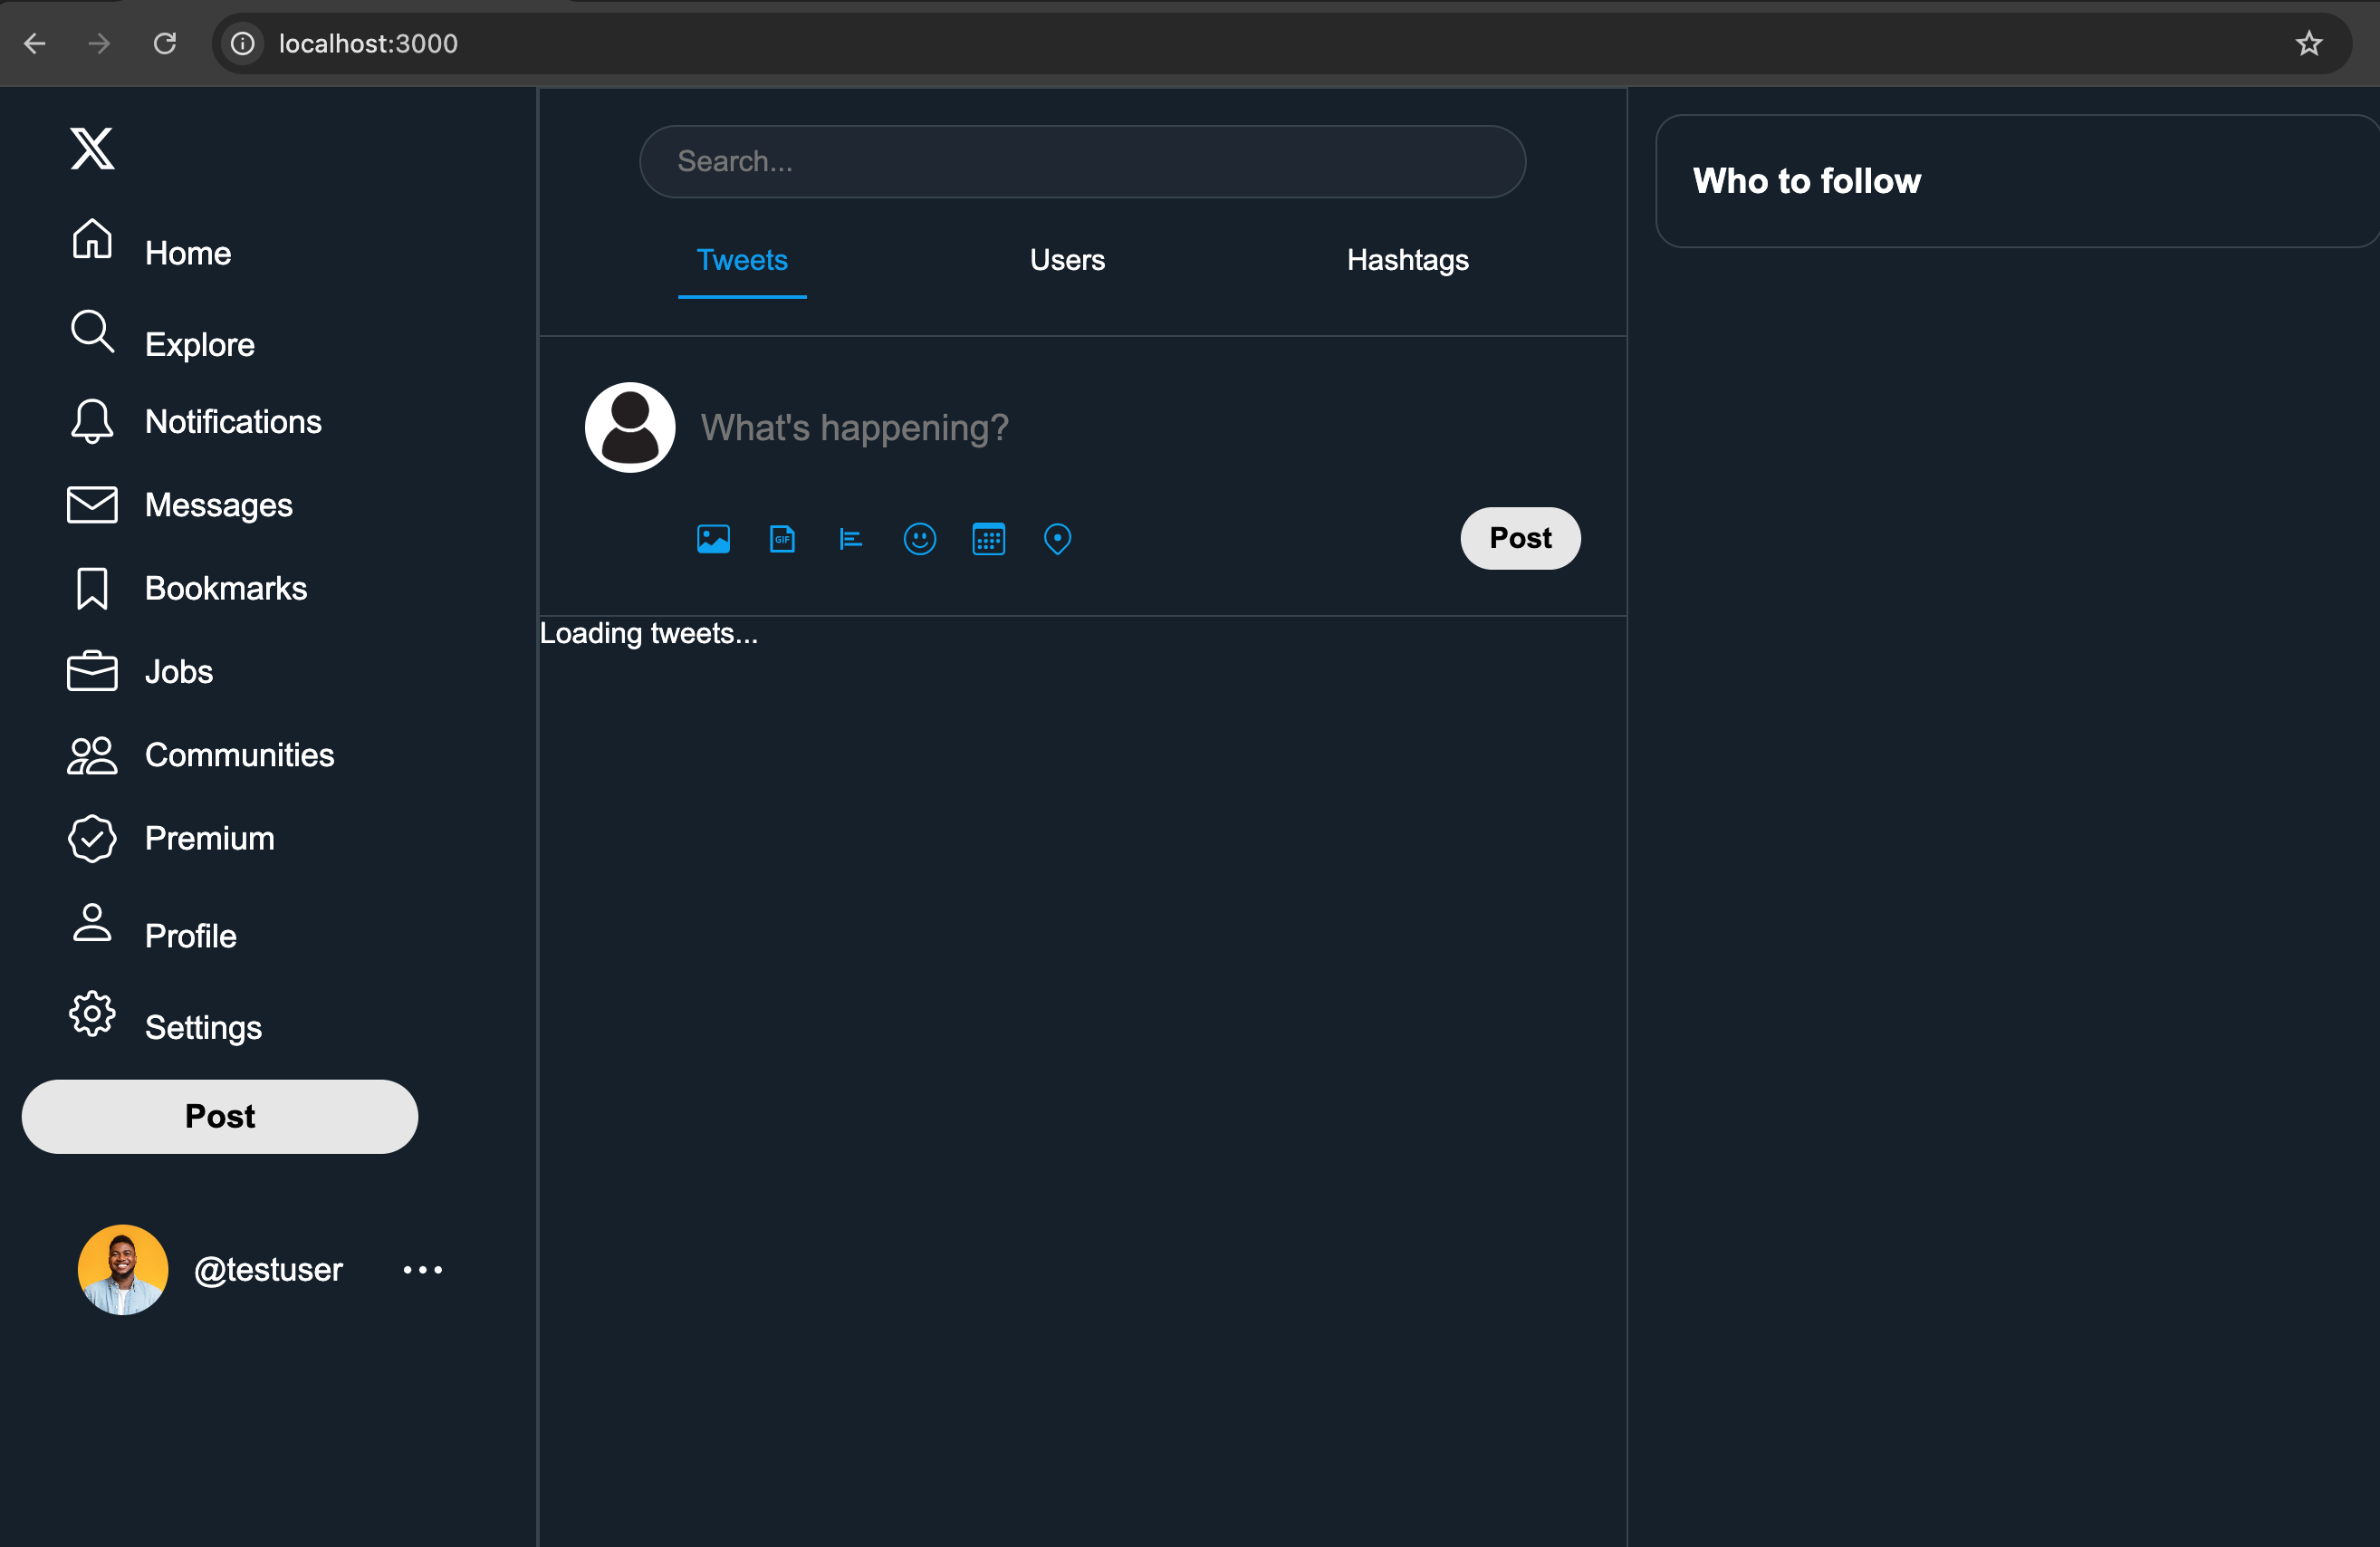 localhost:3000
Home
Explore
Notifications
Messages
Bookmarks
Jobs
Communities
Premium
Profile
Settings
Post
@testuser
Search...
Tweets
Users
Hashtags
What's happening?
GIF
Post
Loading tweets...
Who to follow